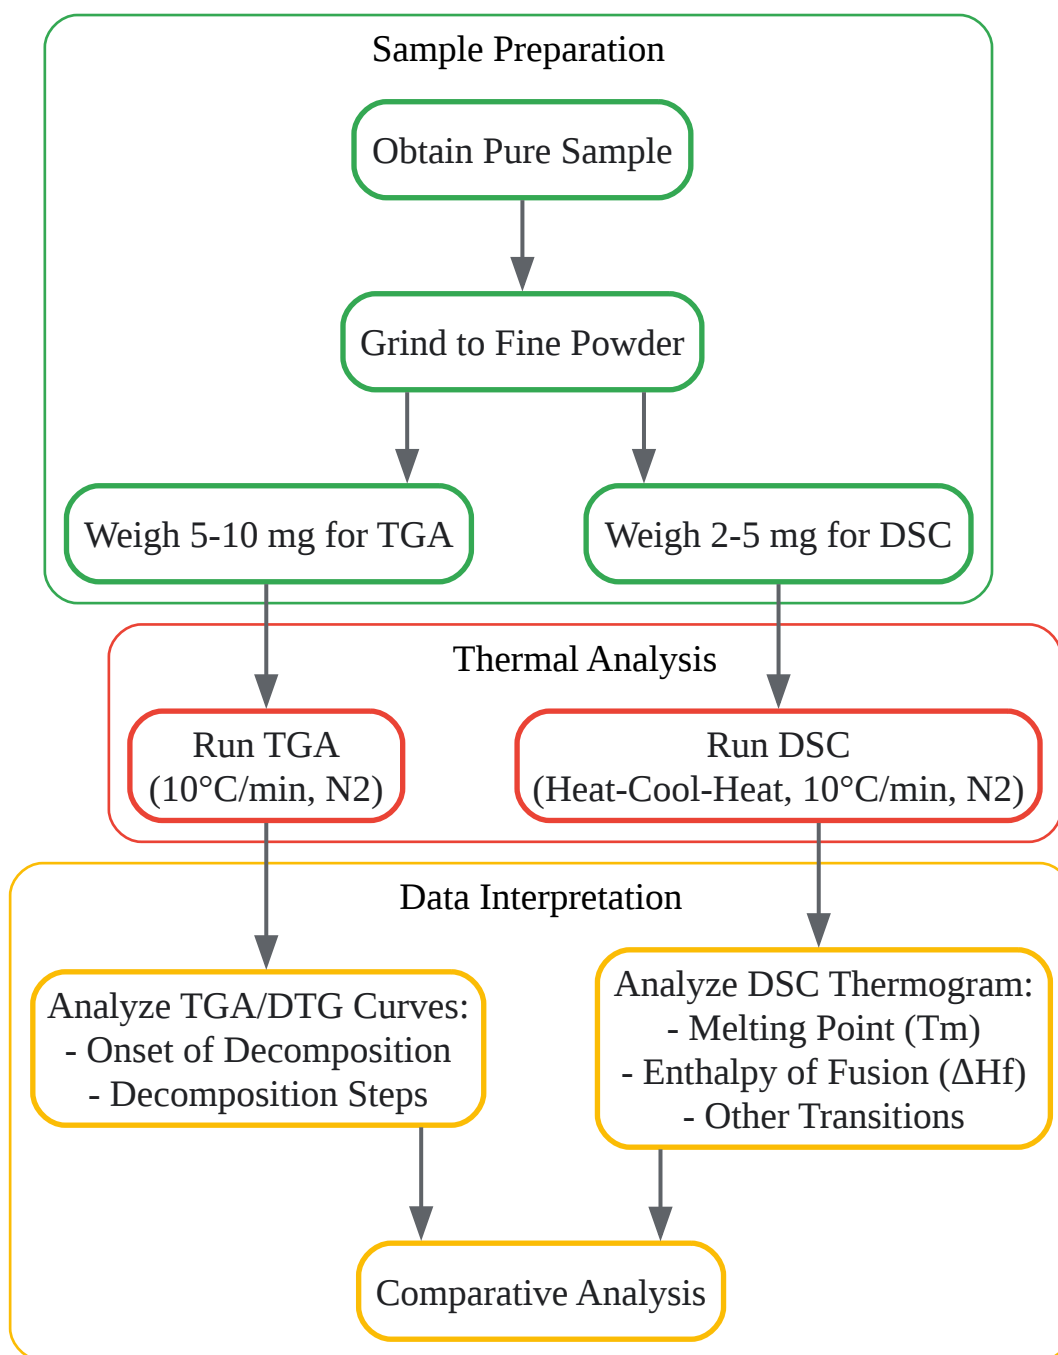 Sample Preparation
Obtain Pure Sample
Grind to Fine Powder
Weigh 5-10 mg for TGA
Weigh 2-5 mg for DSC
Thermal Analysis
Run TGA
(10°C/min, N2)
Run DSC
(Heat-Cool-Heat, 10°C/min, N2)
Data Interpretation
Analyze TGA/DTG Curves:
- Onset of Decomposition
- Decomposition Steps
Analyze DSC Thermogram:
- Melting Point (Tm)
- Enthalpy of Fusion (ΔHf)
- Other Transitions
Comparative Analysis